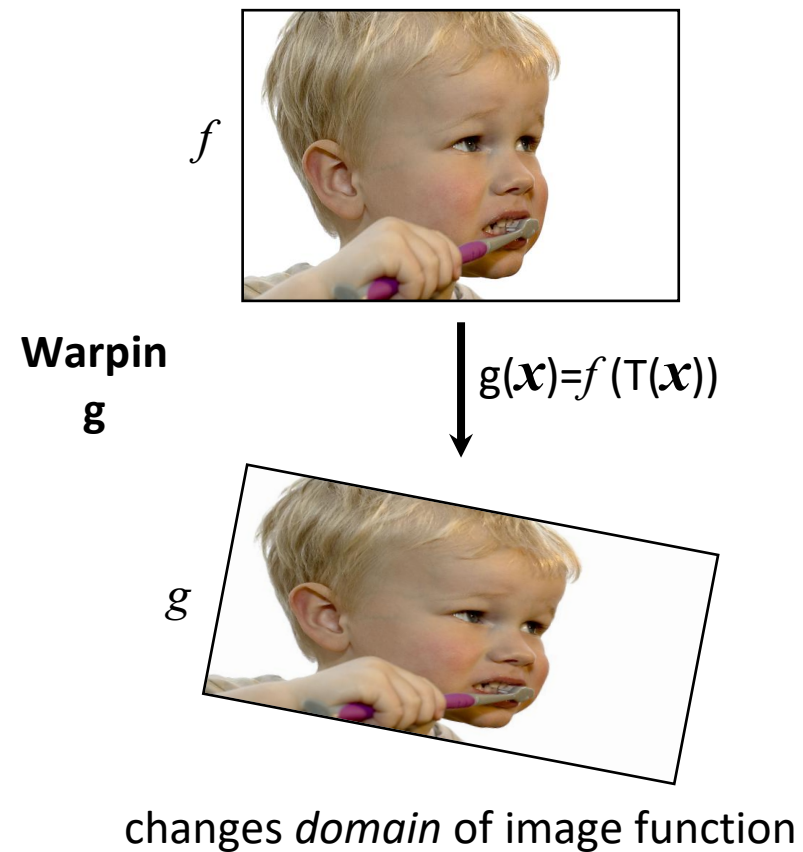 f
Warpin
g
g(x)=f(T(x))
g
changes domain of image function